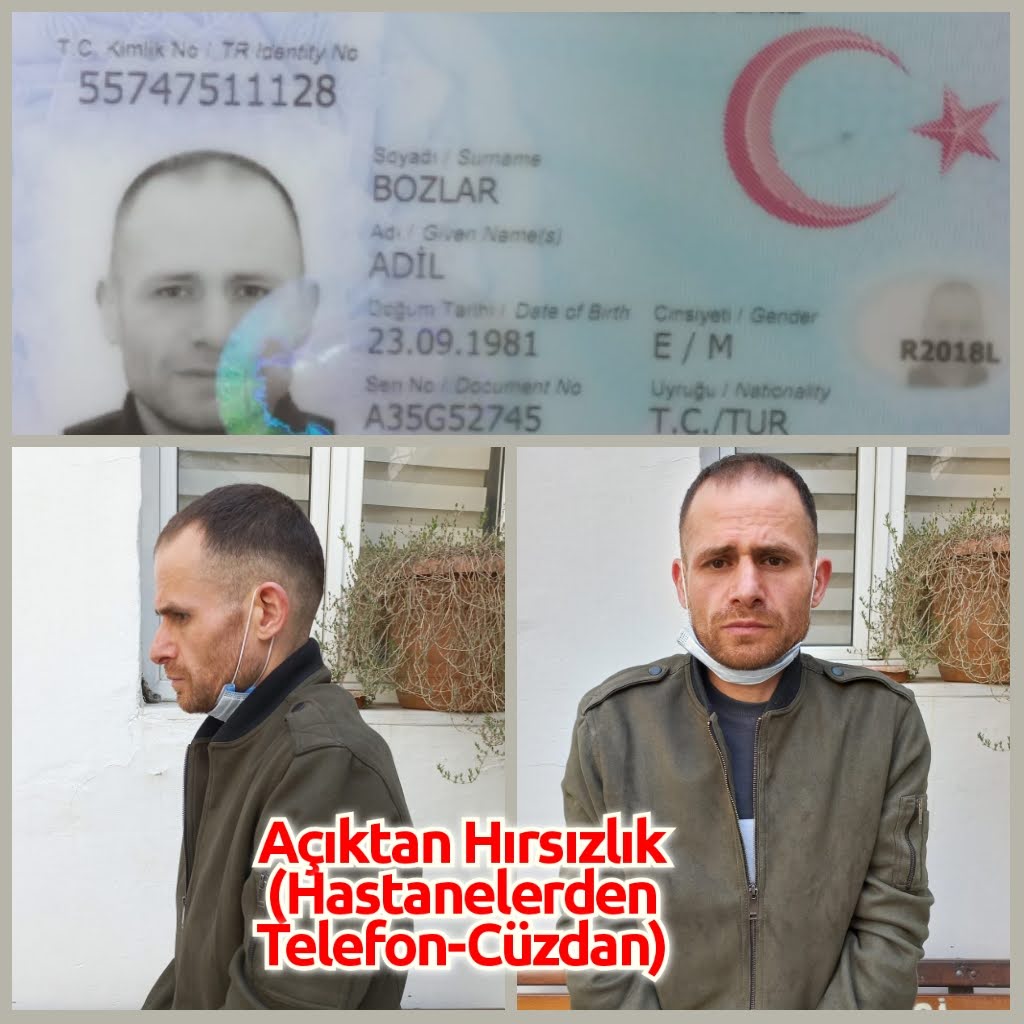 T.C. Kimlik No / TR Identity No
55747511128
Soyadı / Surname
BOZLAR
Adı / Given Name(s)
ADİL
Doğum Tarihi / Date of Birth Cinsiyeti / Gender
23.09.1981 E / M
R2018L
Seri No / Document No Uyruğu / Nationality
A35G52745 T.C./TUR
Açıktan Hırsızlık
(Hastanelerden
Telefon-Cüzdan)